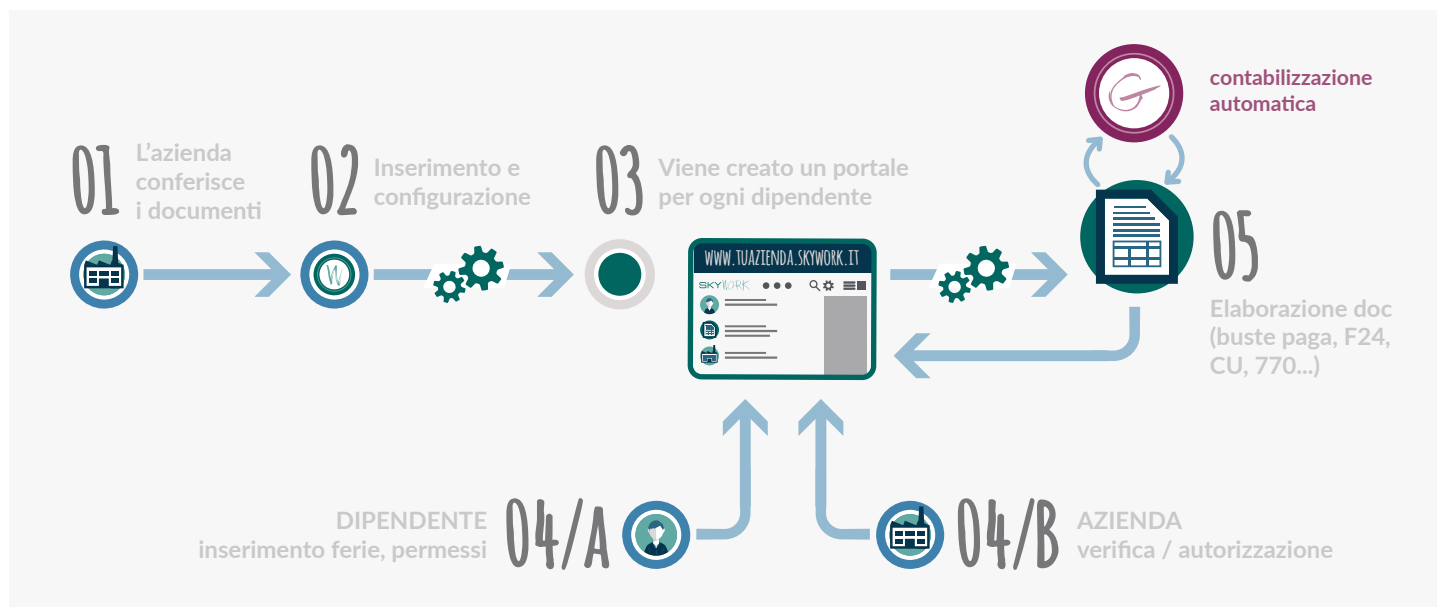 contabilizzazione
automatica
01
L'azienda
conferisce
i documenti
02
Inserimento e
configurazione
03
Viene creato un portale
per ogni dipendente
W
WWW.TUAZIENDA.SKYWORK.IT
SKYWORK
05
Elaborazione doc
(buste paga, F24,
CU, 770...)
DIPENDENTE
inserimento ferie, permessi
04/A
04/B
AZIENDA
verifica / autorizzazione